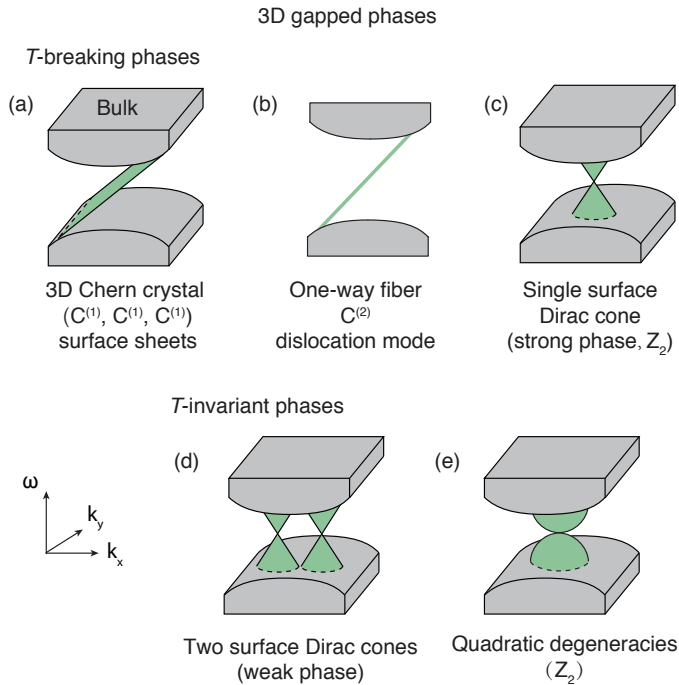 3D gapped phases
T-breaking phases
(a)
Bulk
(b)
(c)
3D Chern crystal
(C⁽¹⁾, C⁽¹⁾, C⁽¹⁾)
surface sheets
One-way fiber
C⁽²⁾
dislocation mode
Single surface
Dirac cone
(strong phase, Z₂)
T-invariant phases
(d)
(e)
ω
k_y
k_x
Two surface Dirac cones
(weak phase)
Quadratic degeneracies
(Z₂)